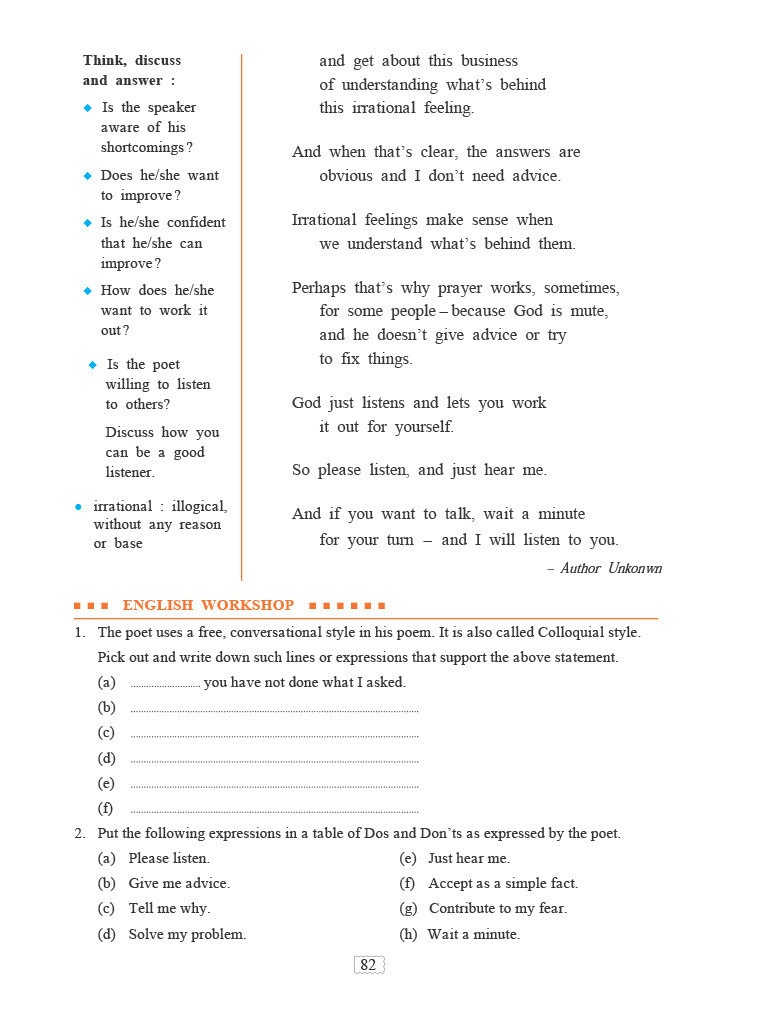 Think, discuss
and answer :
◆ Is the speaker
aware of his
shortcomings?
◆ Does he/she want
to improve?
◆ Is he/she confident
that he/she can
improve?
◆ How does he/she
want to work it
out?
◆ Is the poet
willing to listen
to others?
Discuss how you
can be a good
listener.
● irrational : illogical,
without any reason
or base
and get about this business
of understanding what's behind
this irrational feeling.
And when that's clear, the answers are
obvious and I don't need advice.
Irrational feelings make sense when
we understand what's behind them.
Perhaps that's why prayer works, sometimes,
for some people – because God is mute,
and he doesn't give advice or try
to fix things.
God just listens and lets you work
it out for yourself.
So please listen, and just hear me.
And if you want to talk, wait a minute
for your turn – and I will listen to you.
– Author Unkonwn
ENGLISH WORKSHOP
1. The poet uses a free, conversational style in his poem. It is also called Colloquial style.
Pick out and write down such lines or expressions that support the above statement.
(a) ............................ you have not done what I asked.
(b) ....................................................................................
(c) ....................................................................................
(d) ....................................................................................
(e) ....................................................................................
(f) ....................................................................................
2. Put the following expressions in a table of Dos and Don'ts as expressed by the poet.
(a) Please listen.
(b) Give me advice.
(c) Tell me why.
(d) Solve my problem.
(e) Just hear me.
(f) Accept as a simple fact.
(g) Contribute to my fear.
(h) Wait a minute.
82